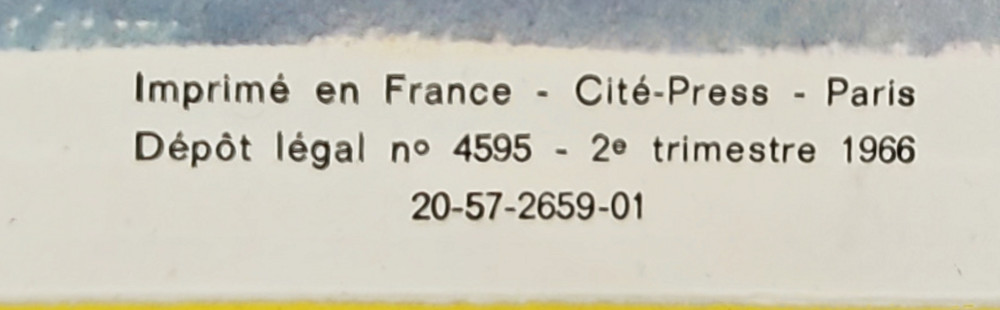 Imprimé en France - Cité-Press - Paris
Dépôt légal nº 4595 - 2e trimestre 1966
20-57-2659-01